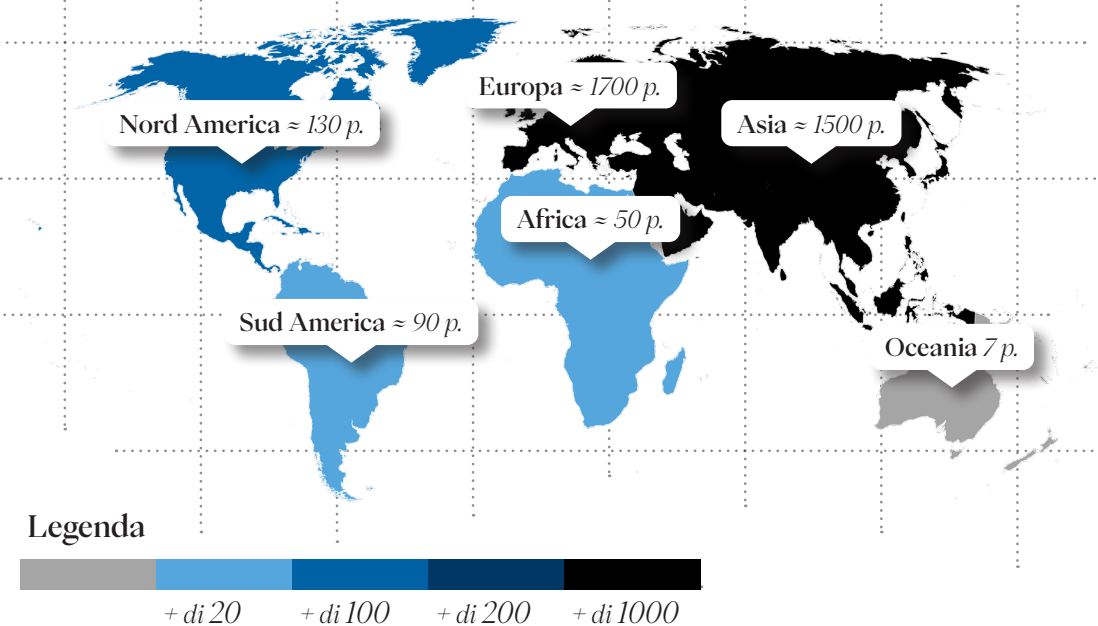 Europa ≈ 1700 p.
Nord America ≈ 130 p.
Asia ≈ 1500 p.
Africa ≈ 50 p.
Sud America ≈ 90 p.
Oceania 7 p.
Legenda
+ di 20
+ di 100
+ di 200
+ di 1000